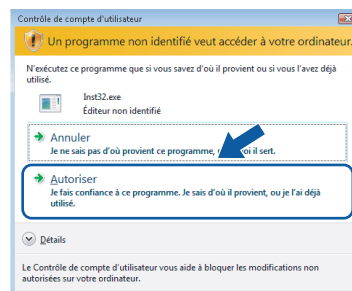 Contrôle de compte d'utilisateur
Un programme non identifié veut accéder à votre ordinateur.
N'exécutez ce programme que si vous savez d'où il provient ou si vous l'avez déjà
utilisé.
Inst32.exe
Éditeur non identifié
Annuler
Je ne sais pas d'où provient ce programme, il sert.
Autoriser
Je fais confiance à ce programme. Je sais d'où il provient, ou je l'ai déjà
utilisé.
Détails
Le Contrôle de compte d'utilisateur vous aide à bloquer les modifications non
autorisées sur votre ordinateur.